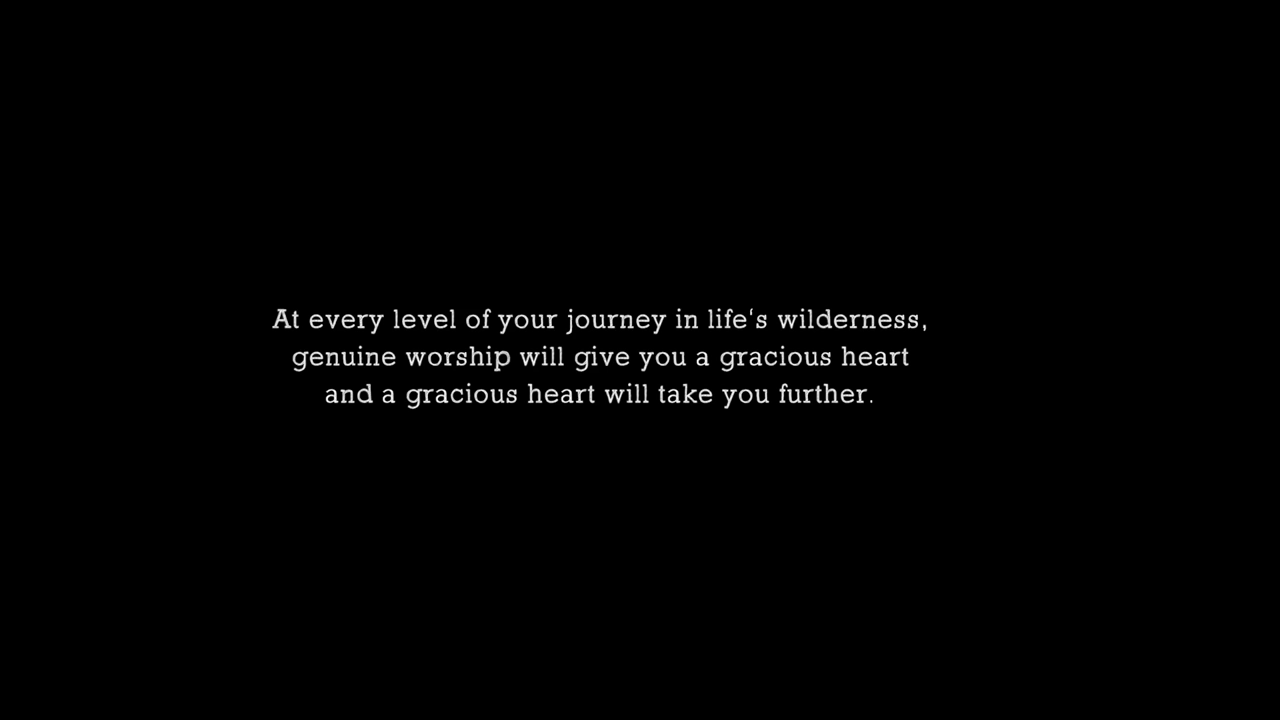 At every level of your journey in life‘s wilderness,
genuine worship will give you a gracious heart
and a gracious heart will take you further.